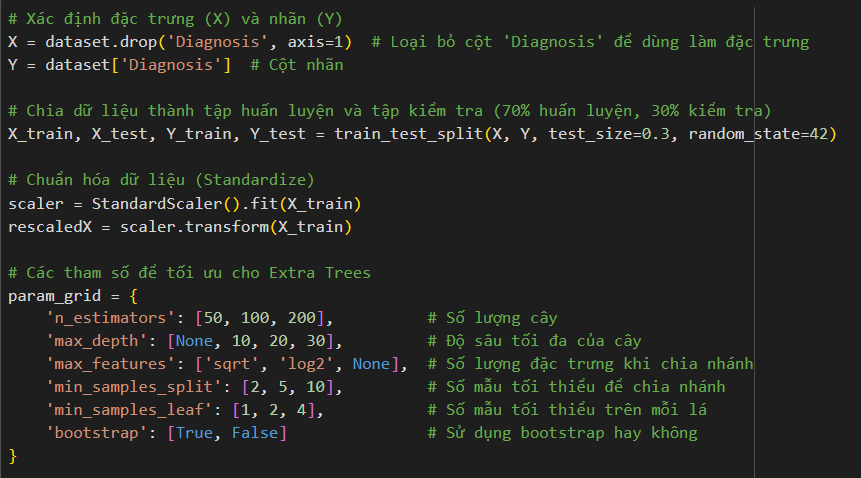 # Xác định đặc trưng (X) và nhãn (Y)
X = dataset.drop('Diagnosis', axis=1)  # Loại bỏ cột 'Diagnosis' để dùng làm đặc trưng
Y = dataset['Diagnosis']  # Cột nhãn

# Chia dữ liệu thành tập huấn luyện và tập kiểm tra (70% huấn luyện, 30% kiểm tra)
X_train, X_test, Y_train, Y_test = train_test_split(X, Y, test_size=0.3, random_state=42)

# Chuẩn hóa dữ liệu (Standardize)
scaler = StandardScaler().fit(X_train)
rescaledX = scaler.transform(X_train)

# Các tham số để tối ưu cho Extra Trees
param_grid = {
    'n_estimators': [50, 100, 200],          # Số lượng cây
    'max_depth': [None, 10, 20, 30],         # Độ sâu tối đa của cây
    'max_features': ['sqrt', 'log2', None],  # Số lượng đặc trưng khi chia nhánh
    'min_samples_split': [2, 5, 10],         # Số mẫu tối thiểu để chia nhánh
    'min_samples_leaf': [1, 2, 4],           # Số mẫu tối thiểu trên mỗi lá
    'bootstrap': [True, False]               # Sử dụng bootstrap hay không
}